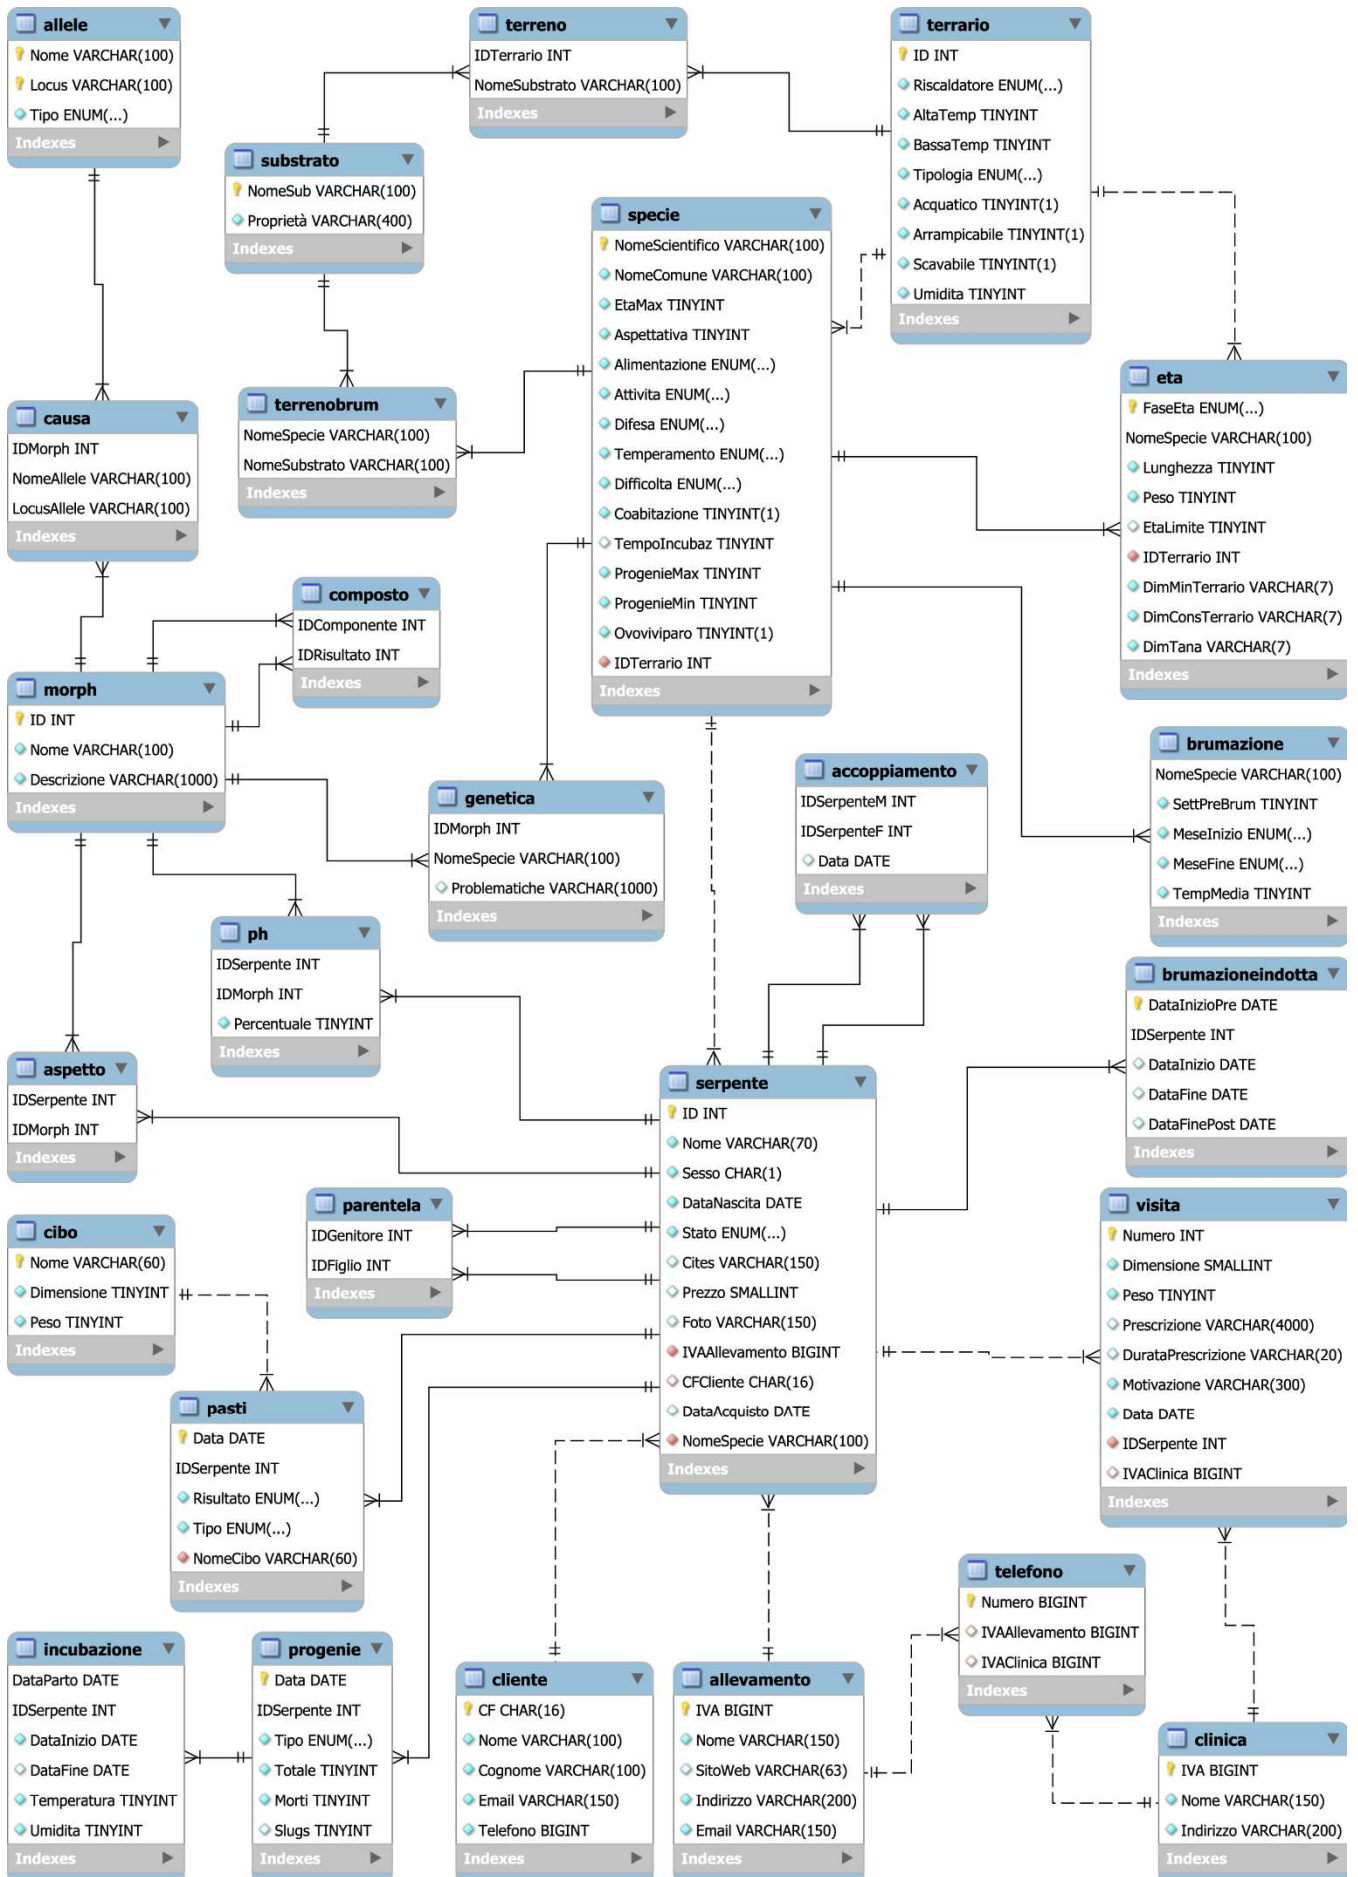 allele
Nome VARCHAR(100)
Locus VARCHAR(100)
Tipo ENUM(...)
Indexes
terreno
IDTerrario INT
NomeSubstrato VARCHAR(100)
Indexes
terrario
ID INT
Riscaldatore ENUM(...)
AltaTemp TINYINT
BassaTemp TINYINT
Tipologia ENUM(...)
Acquatico TINYINT(1)
Arrampicabile TINYINT(1)
Scavabile TINYINT(1)
Umidita TINYINT
Indexes
substrato
NomeSub VARCHAR(100)
Proprietà VARCHAR(400)
Indexes
specie
NomeScientifico VARCHAR(100)
NomeComune VARCHAR(100)
EtaMax TINYINT
Aspettativa TINYINT
Alimentazione ENUM(...)
Attivita ENUM(...)
Difesa ENUM(...)
Temperamento ENUM(...)
Difficolta ENUM(...)
Coabitazione TINYINT(1)
TempoIncubaz TINYINT
ProgenieMax TINYINT
ProgenieMin TINYINT
Ovoviviparo TINYINT(1)
IDTerrario INT
Indexes
eta
FaseEta ENUM(...)
NomeSpecie VARCHAR(100)
Lunghezza TINYINT
Peso TINYINT
EtaLimite TINYINT
IDTerrario INT
DimMinTerrario VARCHAR(7)
DimConsTerrario VARCHAR(7)
DimTana VARCHAR(7)
Indexes
terrenobrum
NomeSpecie VARCHAR(100)
NomeSubstrato VARCHAR(100)
Indexes
causa
IDMorph INT
NomeAllele VARCHAR(100)
LocusAllele VARCHAR(100)
Indexes
composto
IDComponente INT
IDRisultato INT
Indexes
morph
ID INT
Nome VARCHAR(100)
Descrizione VARCHAR(1000)
Indexes
genetica
IDMorph INT
NomeSpecie VARCHAR(100)
Problematiche VARCHAR(1000)
Indexes
accoppiamento
IDSerpenteM INT
IDSerpenteF INT
Data DATE
Indexes
brumazione
NomeSpecie VARCHAR(100)
SettPreBrum TINYINT
MeseInizio ENUM(...)
MeseFine ENUM(...)
TempMedia TINYINT
Indexes
ph
IDSerpente INT
IDMorph INT
Percentuale TINYINT
Indexes
brumazioneindotta
DataInizioPre DATE
IDSerpente INT
DataInizio DATE
DataFine DATE
DataFinePost DATE
Indexes
aspetto
IDSerpente INT
IDMorph INT
Indexes
serpente
ID INT
Nome VARCHAR(70)
Sesso CHAR(1)
DataNascita DATE
Stato ENUM(...)
Cites VARCHAR(150)
Prezzo SMALLINT
Foto VARCHAR(150)
IVAAllevamento BIGINT
CFCliente CHAR(16)
DataAcquisto DATE
NomeSpecie VARCHAR(100)
Indexes
parentela
IDGenitore INT
IDFiglio INT
Indexes
visita
Numero INT
Dimensione SMALLINT
Peso TINYINT
Prescrizione VARCHAR(4000)
DurataPrescrizione VARCHAR(20)
Motivazione VARCHAR(300)
Data DATE
IDSerpente INT
IVAClinica BIGINT
Indexes
cibo
Nome VARCHAR(60)
Dimensione TINYINT
Peso TINYINT
Indexes
pasti
Data DATE
IDSerpente INT
Risultato ENUM(...)
Tipo ENUM(...)
NomeCibo VARCHAR(60)
Indexes
telefono
Numero BIGINT
IVAAllevamento BIGINT
IVAClinica BIGINT
Indexes
incubazione
DataParto DATE
IDSerpente INT
DataInizio DATE
DataFine DATE
Temperatura TINYINT
Umidita TINYINT
Indexes
progenie
Data DATE
IDSerpente INT
Tipo ENUM(...)
Totale TINYINT
Morti TINYINT
Slugs TINYINT
Indexes
cliente
CF CHAR(16)
Nome VARCHAR(100)
Cognome VARCHAR(100)
Email VARCHAR(150)
Telefono BIGINT
Indexes
allevamento
IVA BIGINT
Nome VARCHAR(150)
SitoWeb VARCHAR(63)
Indirizzo VARCHAR(200)
Email VARCHAR(150)
Indexes
clinica
IVA BIGINT
Nome VARCHAR(150)
Indirizzo VARCHAR(200)
Indexes